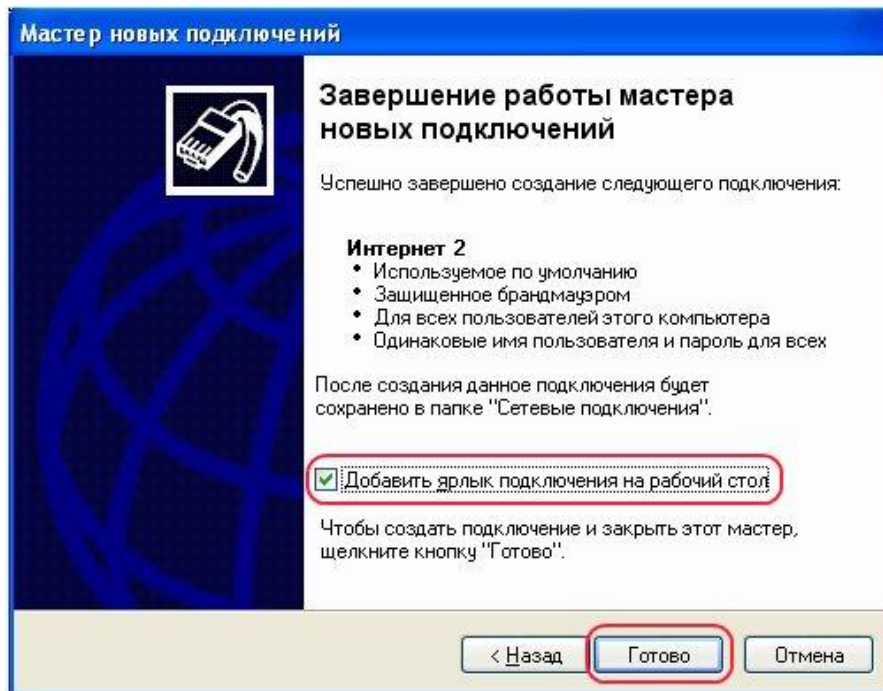 Мастер новых подключений
Завершение работы мастера
новых подключений
Успешно завершено создание следующего подключения:
Интернет 2
• Используемое по умолчанию
• Защищенное брандмауэром
• Для всех пользователей этого компьютера
• Одинаковые имя пользователя и пароль для всех
После создания данное подключения будет
сохранено в папке "Сетевые подключения".
Добавить ярлык подключения на рабочий стол
Чтобы создать подключение и закрыть этот мастер,
щелкните кнопку "Готово".
< Назад Готово Отмена